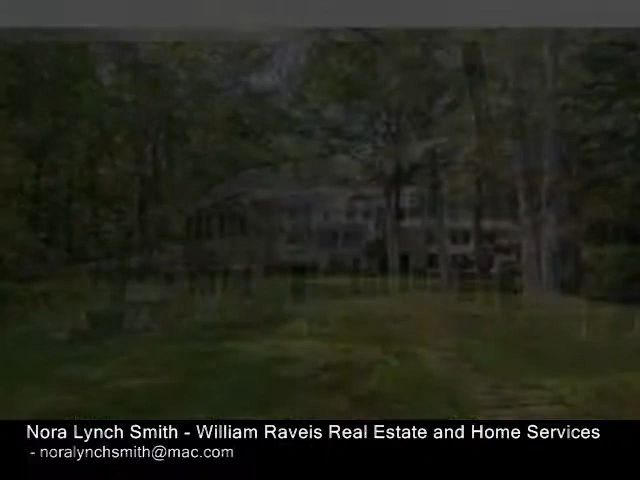 Nora Lynch Smith - William Raveis Real Estate and Home Services
- noralynchsmith@mac.com